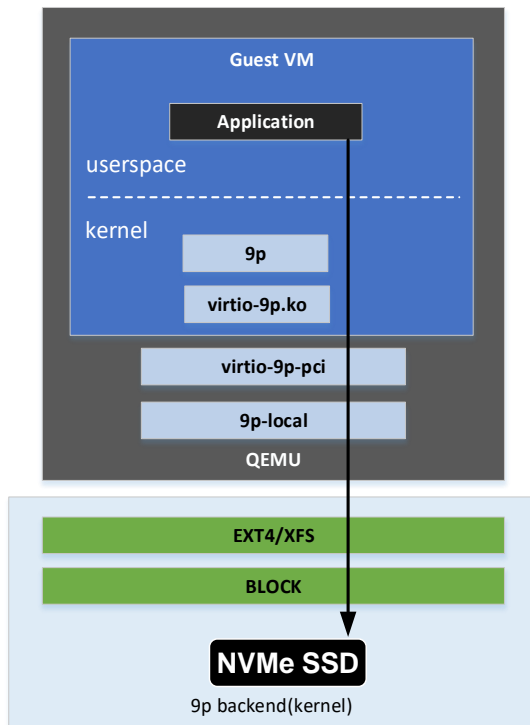 Guest VM
Application
userspace
kernel
9p
virtio-9p.ko
virtio-9p-pci
9p-local
QEMU
EXT4/XFS
BLOCK
NVMe SSD
9p backend(kernel)